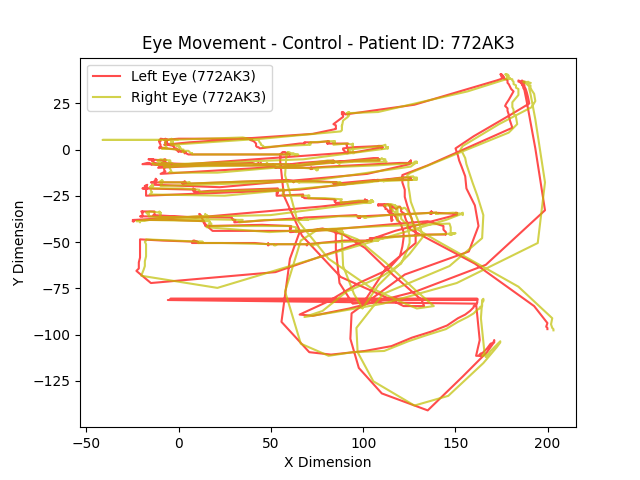 Eye Movement - Control - Patient ID: 772AK3
Left Eye (772AK3)
Right Eye (772AK3)
Y Dimension
25
0
−25
−50
−75
−100
−125
−50
0
50
100
150
200
X Dimension